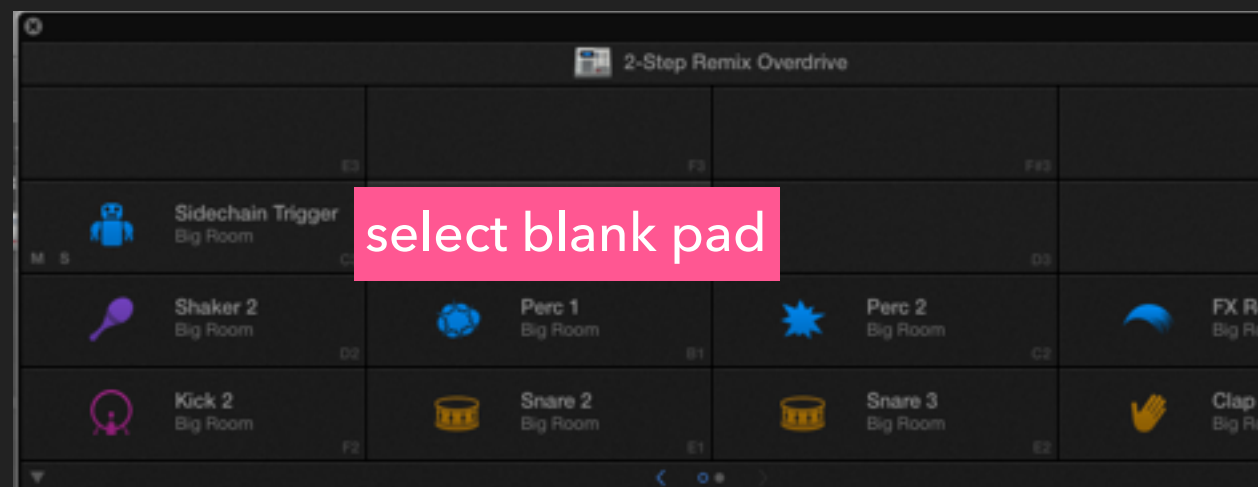 2-Step Remix Overdrive
E3
F3
F#3
Sidechain Trigger
Big Room
M S
select blank pad
D3
Shaker 2
Big Room
D2
Perc 1
Big Room
B1
Perc 2
Big Room
C2
FX
Kick 2
Big Room
F2
Snare 2
Big Room
E1
Snare 3
Big Room
E2
Clap